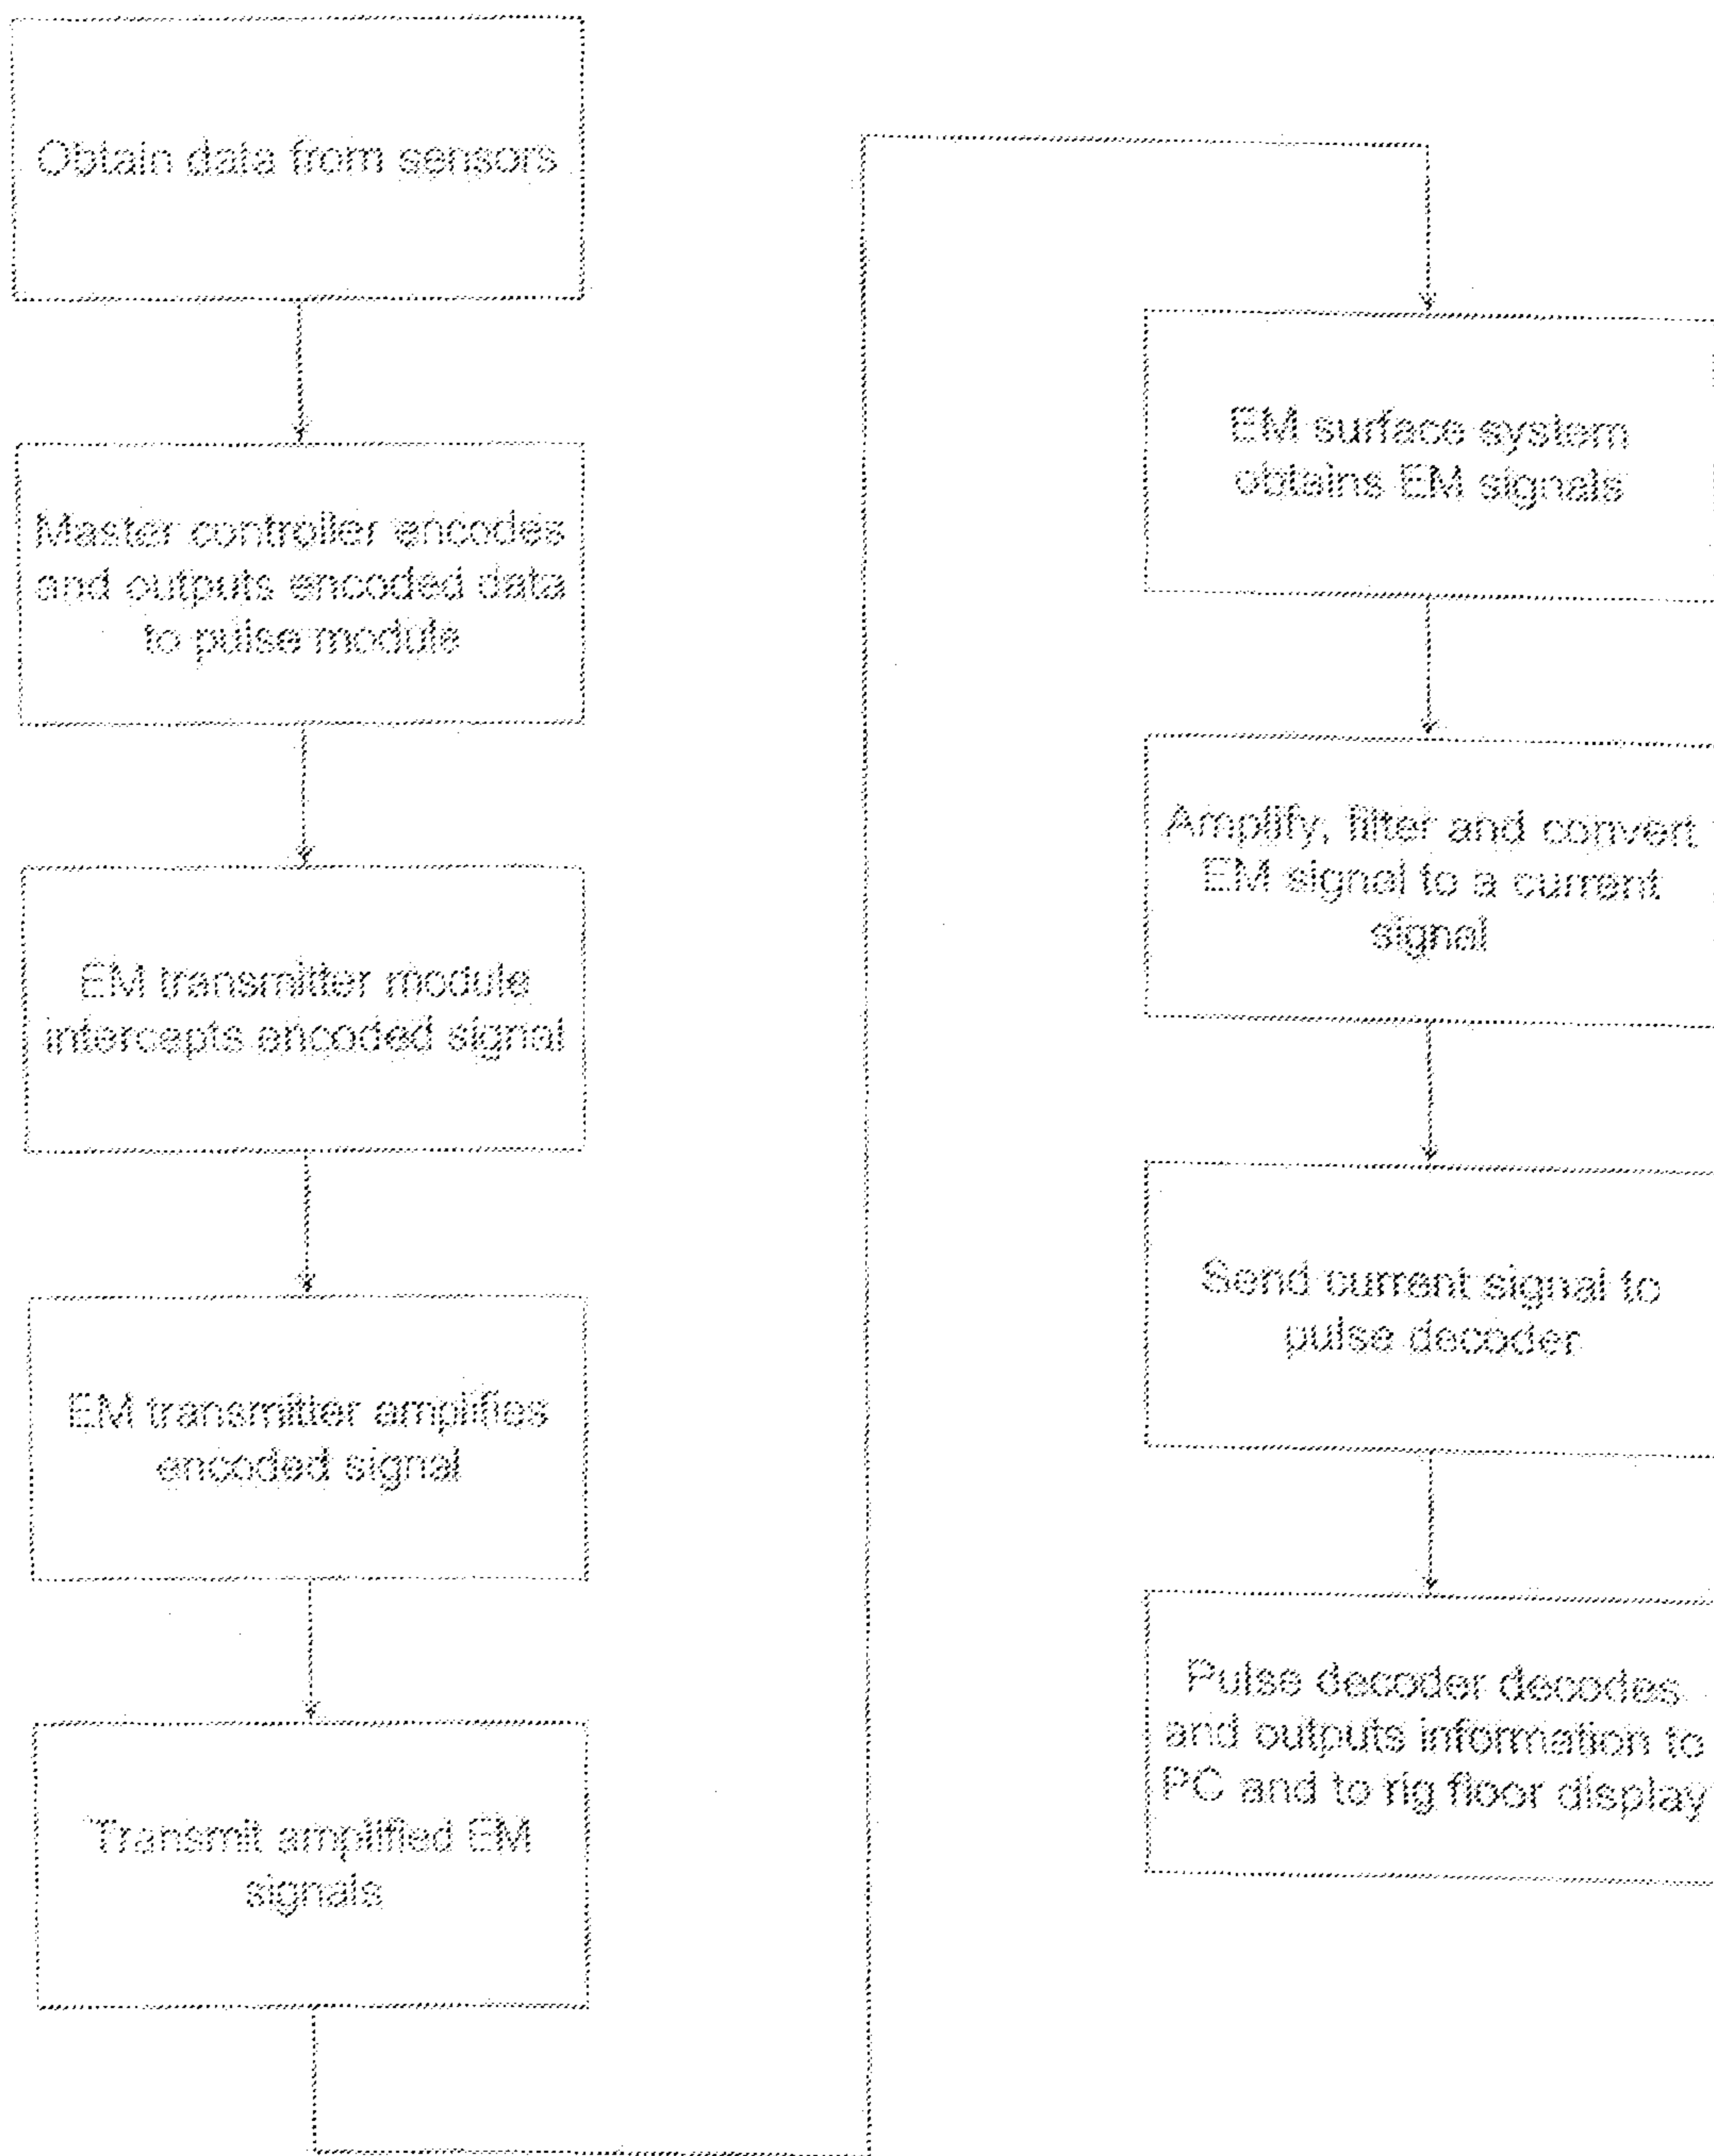 Obtain data from sensors
Master controller encodes
and outputs encoded data
to pulse module
EM transmitter module
intercepts encoded signal
EM transmitter amplifies
encoded signal
Transmit amplified EM
signals
EM surface system
obtains EM signals
Amplify, filter and convert
EM signal to a current
signal
Send current signal to
pulse decoder
Pulse decoder decodes
and outputs information to
PC and to rig floor display